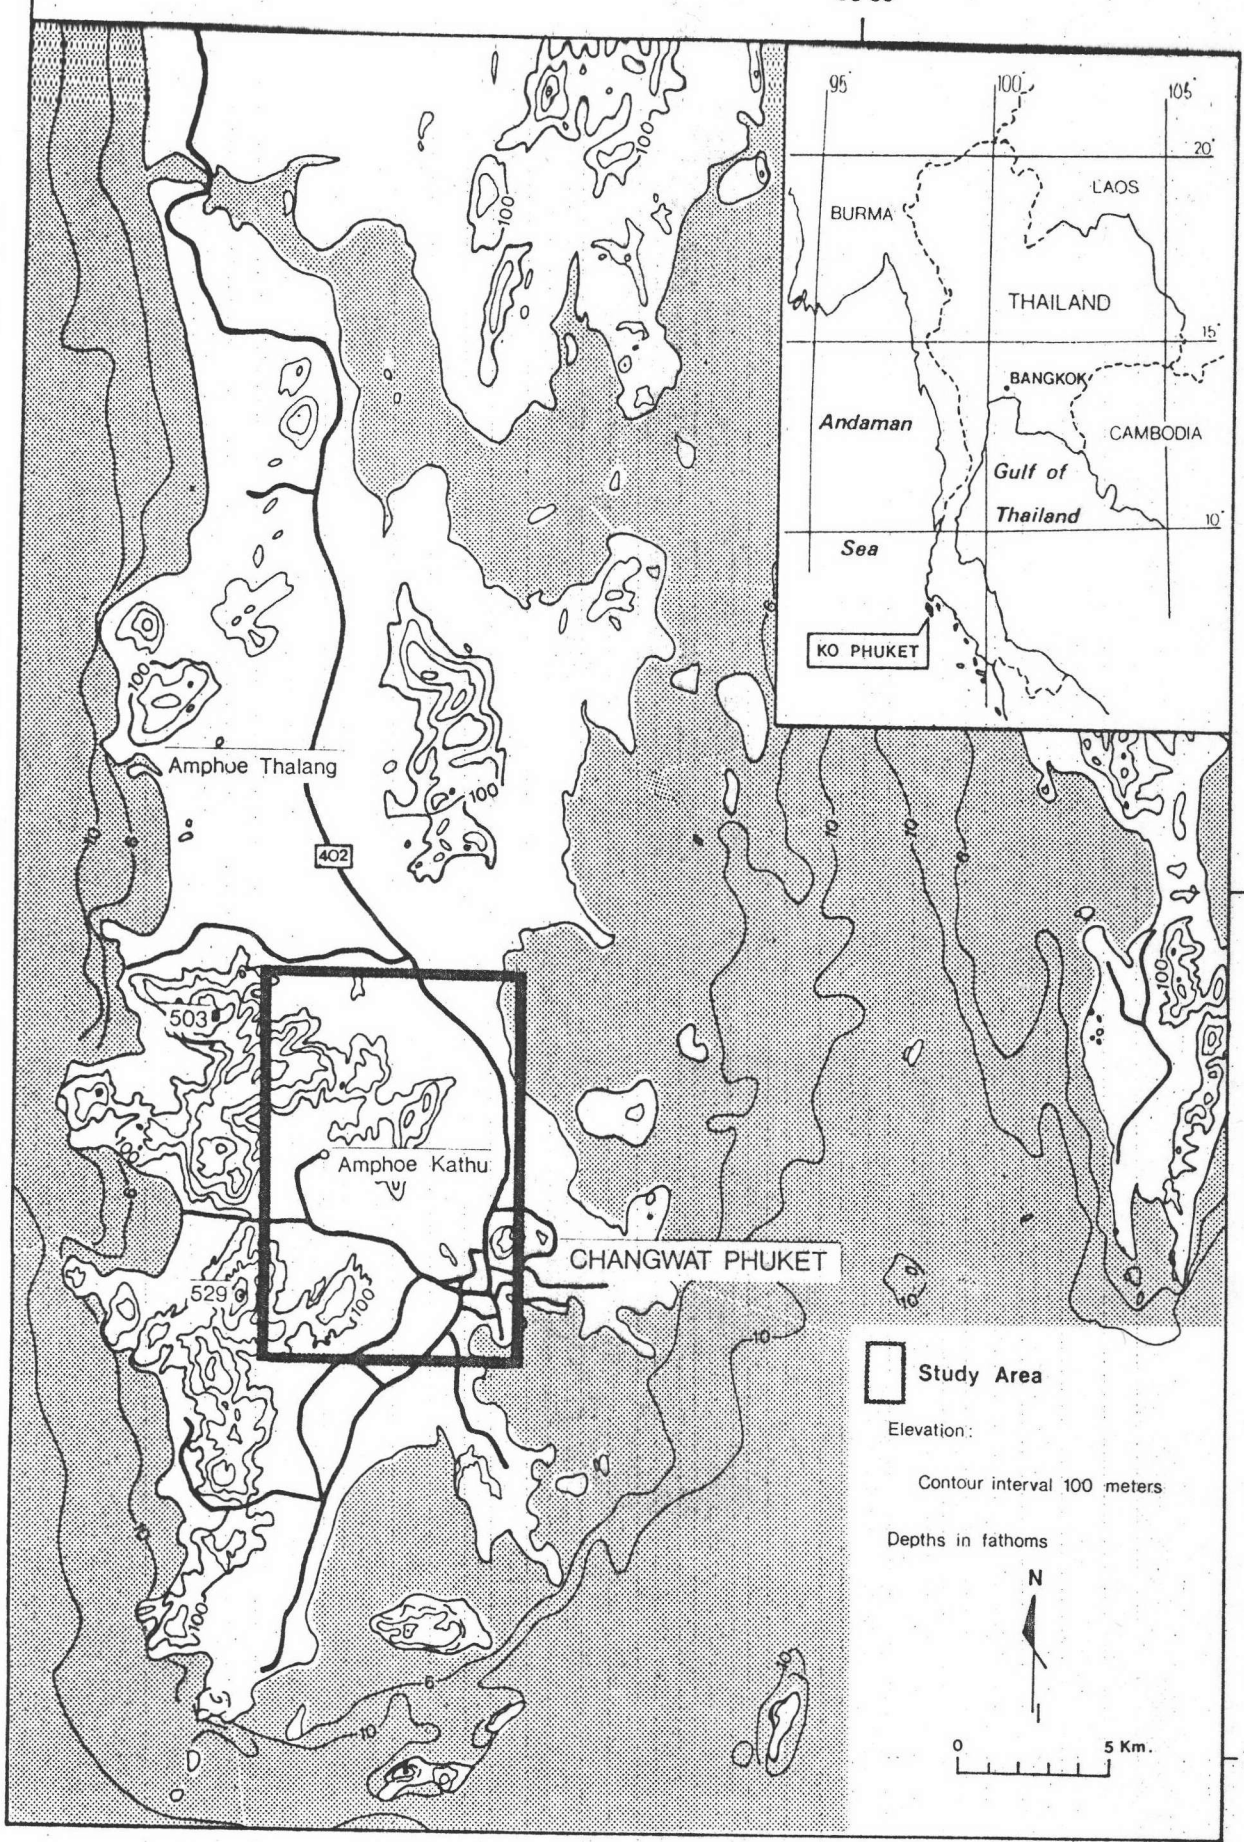 95°
100°
105°
20°
LAOS
BURMA
THAILAND
15°
BANGKOK
Andaman
CAMBODIA
Gulf of
Thailand
10°
Sea
KO PHUKET
100
100
100
6
Amphoe Thalang
100
10
6
402
10
10
6
503
100
100
6
Amphoe Kathu
CHANGWAT PHUKET
529
100
10
10
Study Area
Elevation:
Contour interval 100 meters
Depths in fathoms
N
10
100
6
10
10
0
5 Km.